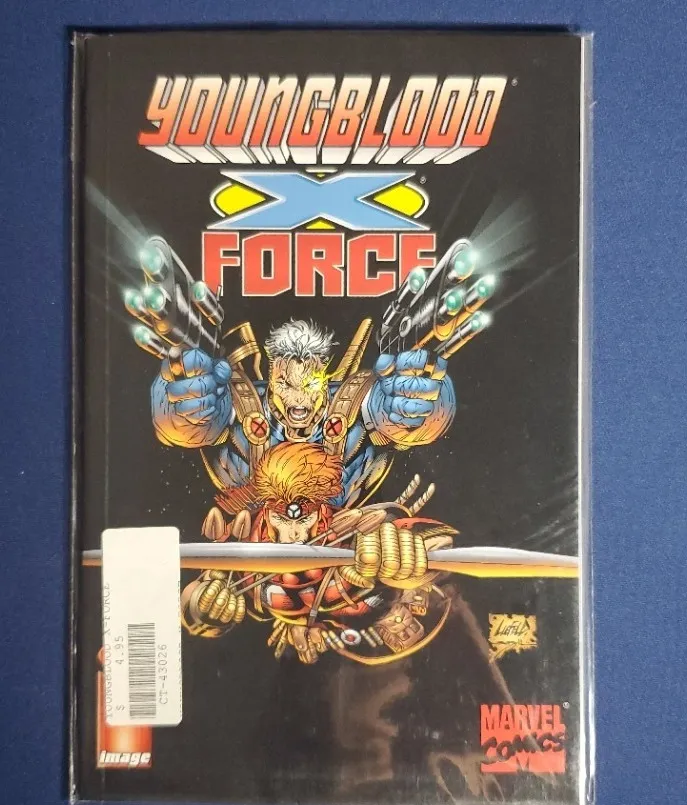 YOUNGBLOOD®
X®
FORCE
YOUNGBLOOD X-FORCE
$ 4.95
CT-43026
image
MARVEL®
COMICS